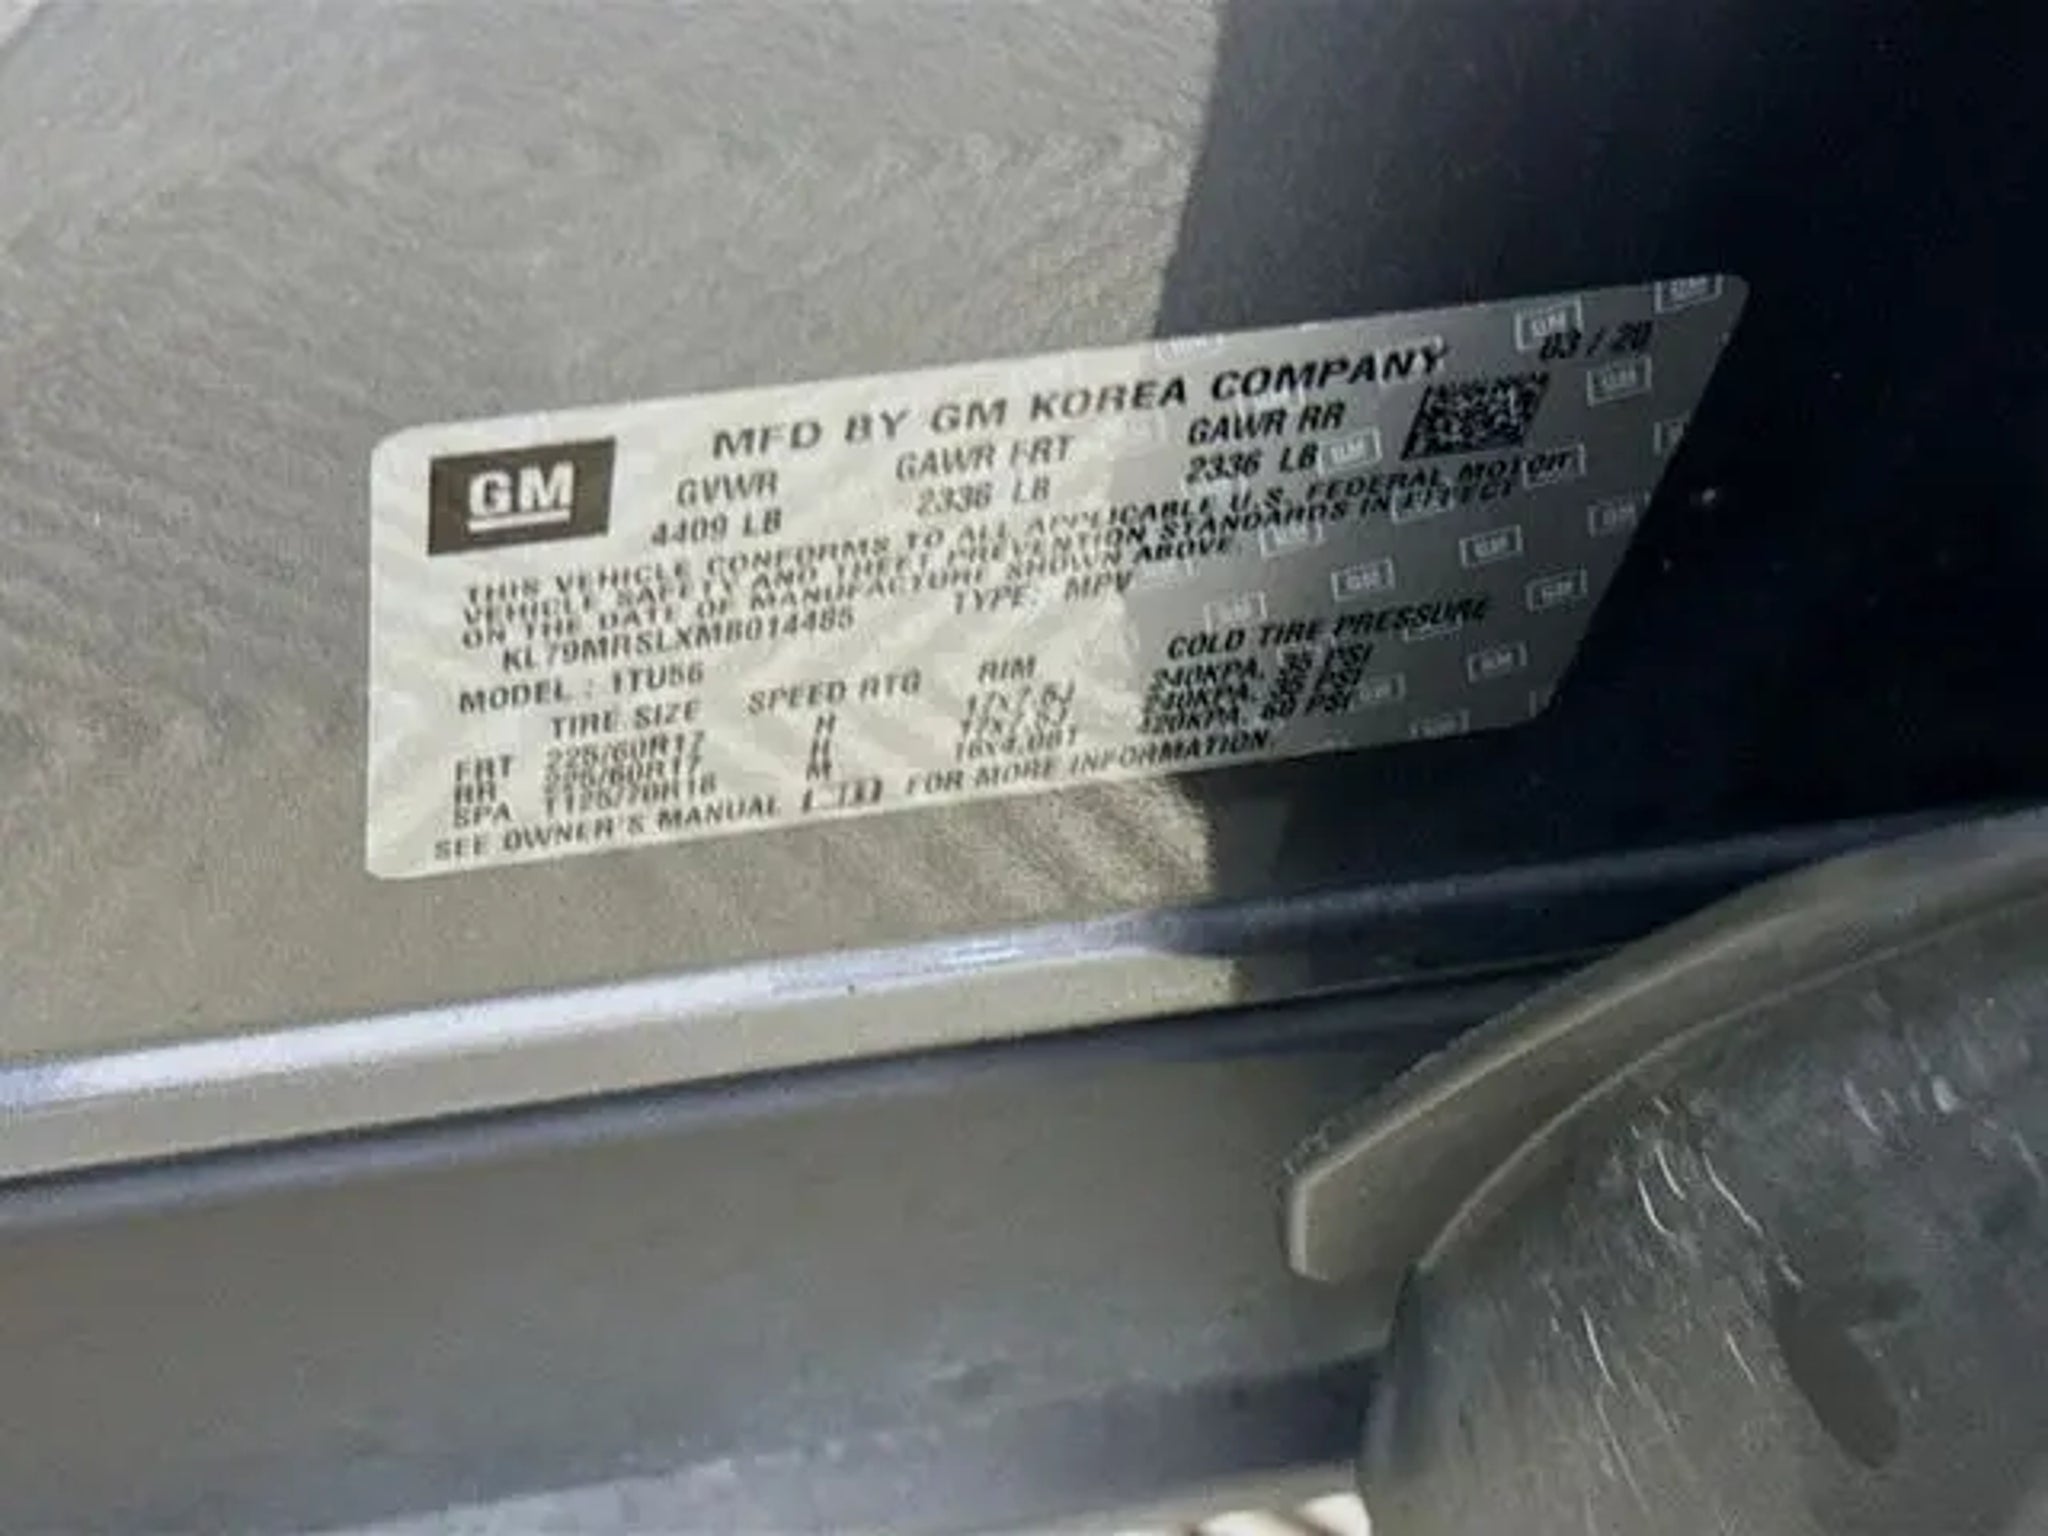 MFD BY GM KOREA COMPANY 03 / 20
GM
GVWR GAWR FRT GAWR RR
4409 LB 2336 LB 2336 LB
THIS VEHICLE CONFORMS TO ALL APPLICABLE U.S. FEDERAL MOTOR
VEHICLE SAFETY AND THEFT PREVENTION STANDARDS IN EFFECT
ON THE DATE OF MANUFACTURE SHOWN ABOVE
KL79MRSLXMB014485 TYPE: MPV
MODEL: 1TU56 COLD TIRE PRESSURE
TIRE SIZE SPEED RTG RIM
FRT 225/60R17 H 17x7.5J 240KPA, 35 PSI
RR 225/60R17 H 17x7.5J 240KPA, 35 PSI
SPA T125/70R16 M 16x4.00T 420KPA, 60 PSI
SEE OWNER'S MANUAL FOR MORE INFORMATION.